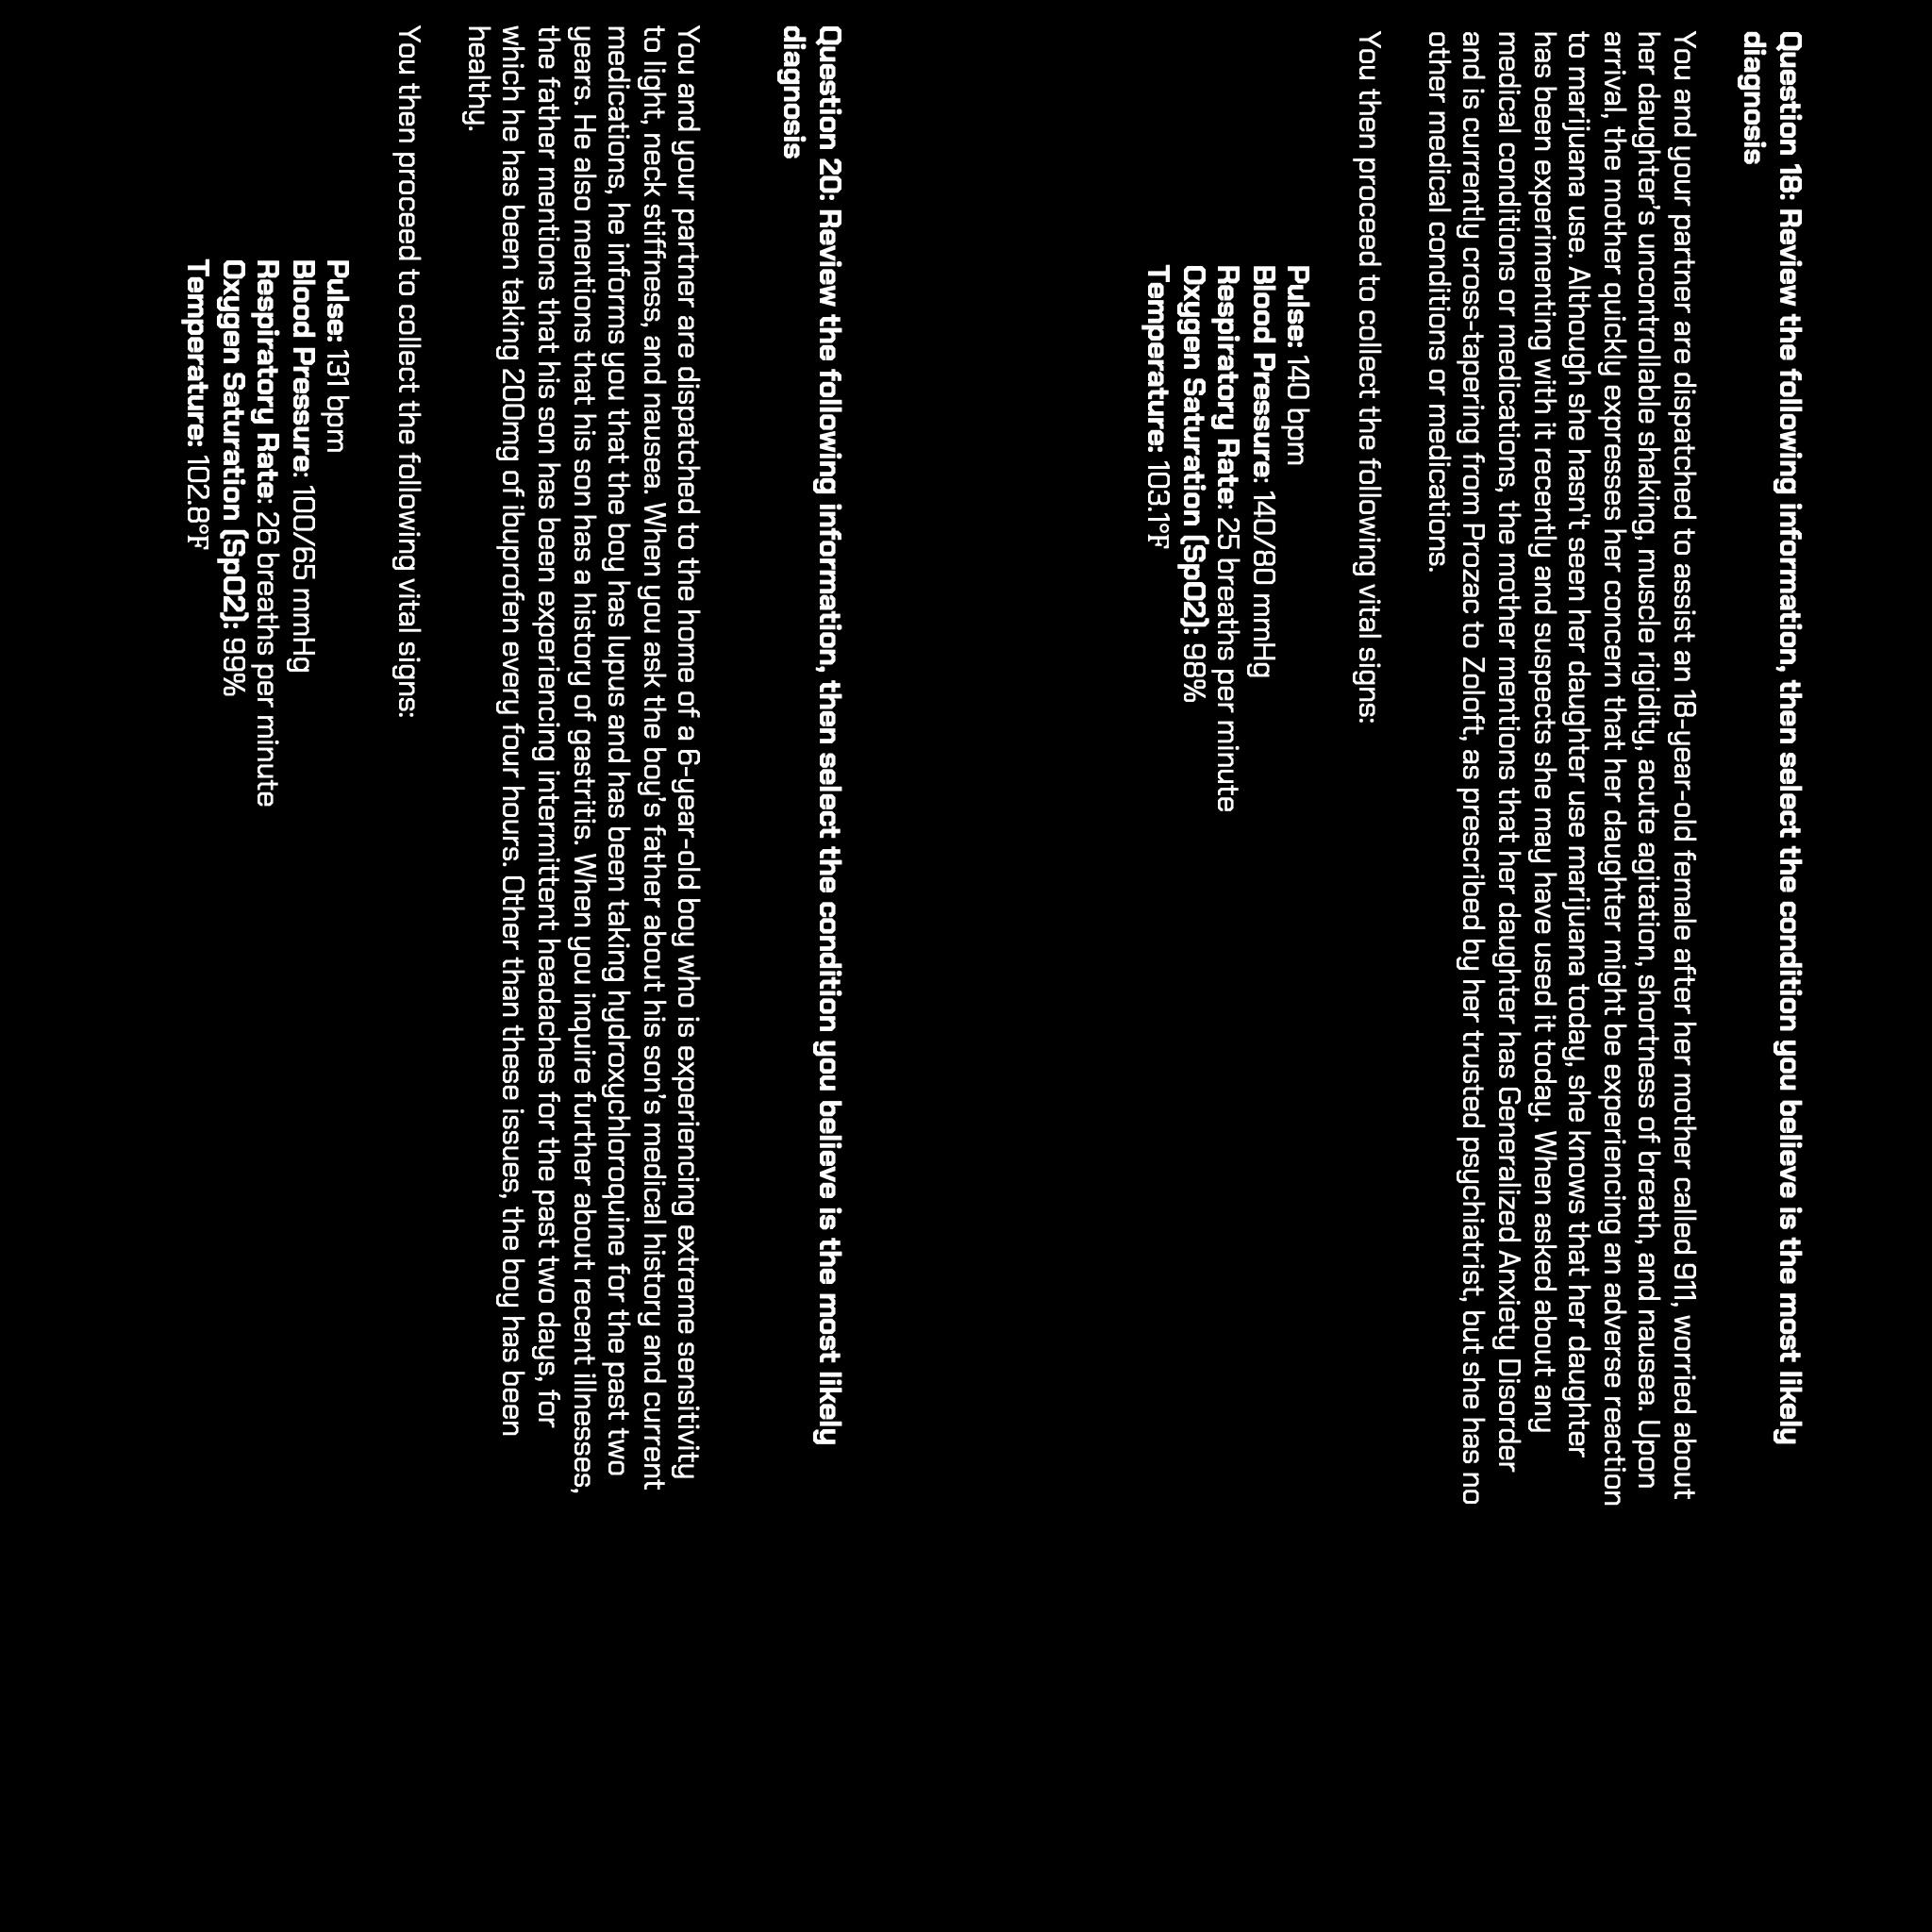 Question 18: Review the following information, then select the condition you believe is the most likely
diagnosis
You and your partner are dispatched to assist an 18-year-old female after her mother called 911, worried about
her daughter's uncontrollable shaking, muscle rigidity, acute agitation, shortness of breath, and nausea. Upon
arrival, the mother quickly expresses her concern that her daughter might be experiencing an adverse reaction
to marijuana use. Although she hasn't seen her daughter use marijuana today, she knows that her daughter
has been experimenting with it recently and suspects she may have used it today. When asked about any
medical conditions or medications, the mother mentions that her daughter has Generalized Anxiety Disorder
and is currently cross-tapering from Prozac to Zoloft, as prescribed by her trusted psychiatrist, but she has no
other medical conditions or medications.
You then proceed to collect the following vital signs:
Pulse: 140 bpm
Blood Pressure: 140/80 mmHg
Respiratory Rate: 25 breaths per minute
Oxygen Saturation (SpO2): 98%
Temperature: 103.1°F
Question 20: Review the following information, then select the condition you believe is the most likely
diagnosis
You and your partner are dispatched to the home of a 6-year-old boy who is experiencing extreme sensitivity
to light, neck stiffness, and nausea. When you ask the boy's father about his son's medical history and current
medications, he informs you that the boy has lupus and has been taking hydroxychloroquine for the past two
years. He also mentions that his son has a history of gastritis. When you inquire further about recent illnesses,
the father mentions that his son has been experiencing intermittent headaches for the past two days, for
which he has been taking 200mg of ibuprofen every four hours. Other than these issues, the boy has been
healthy.
You then proceed to collect the following vital signs:
Pulse: 131 bpm
Blood Pressure: 100/65 mmHg
Respiratory Rate: 26 breaths per minute
Oxygen Saturation (SpO2): 99%
Temperature: 102.8°F